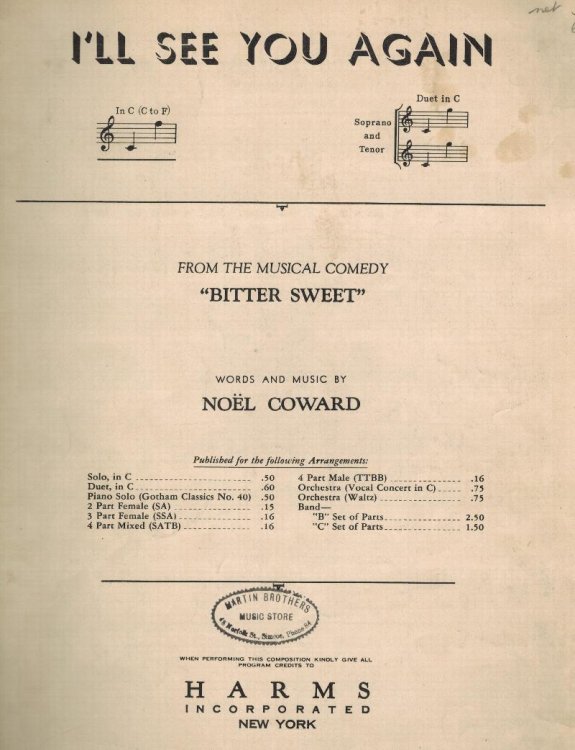 net
I'LL SEE YOU AGAIN
In C (C to F)
Duet in C
Soprano
and
Tenor
FROM THE MUSICAL COMEDY
"BITTER SWEET"
WORDS AND MUSIC BY
NOËL COWARD
Published for the following Arrangements:
Solo, in C .50
Duet, in C .60
Piano Solo (Gotham Classics No. 40) .50
2 Part Female (SA) .15
3 Part Female (SSA) .16
4 Part Mixed (SATB) .16
4 Part Male (TTBB) .16
Orchestra (Vocal Concert in C) .75
Orchestra (Waltz) .75
Band—
"B" Set of Parts 2.50
"C" Set of Parts 1.50
MARTIN BROTHERS
MUSIC STORE
Norfolk St., Simcoe, Phone
WHEN PERFORMING THIS COMPOSITION KINDLY GIVE ALL
PROGRAM CREDITS TO
HARMS
INCORPORATED
NEW YORK